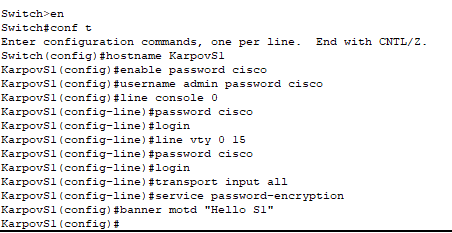 Switch>en
Switch#conf t
Enter configuration commands, one per line.  End with CNTL/Z.
Switch(config)#hostname KarpovS1
KarpovS1(config)#enable password cisco
KarpovS1(config)#username admin password cisco
KarpovS1(config)#line console 0
KarpovS1(config-line)#password cisco
KarpovS1(config-line)#login
KarpovS1(config-line)#line vty 0 15
KarpovS1(config-line)#password cisco
KarpovS1(config-line)#login
KarpovS1(config-line)#transport input all
KarpovS1(config-line)#service password-encryption
KarpovS1(config)#banner motd "Hello S1"
KarpovS1(config)#